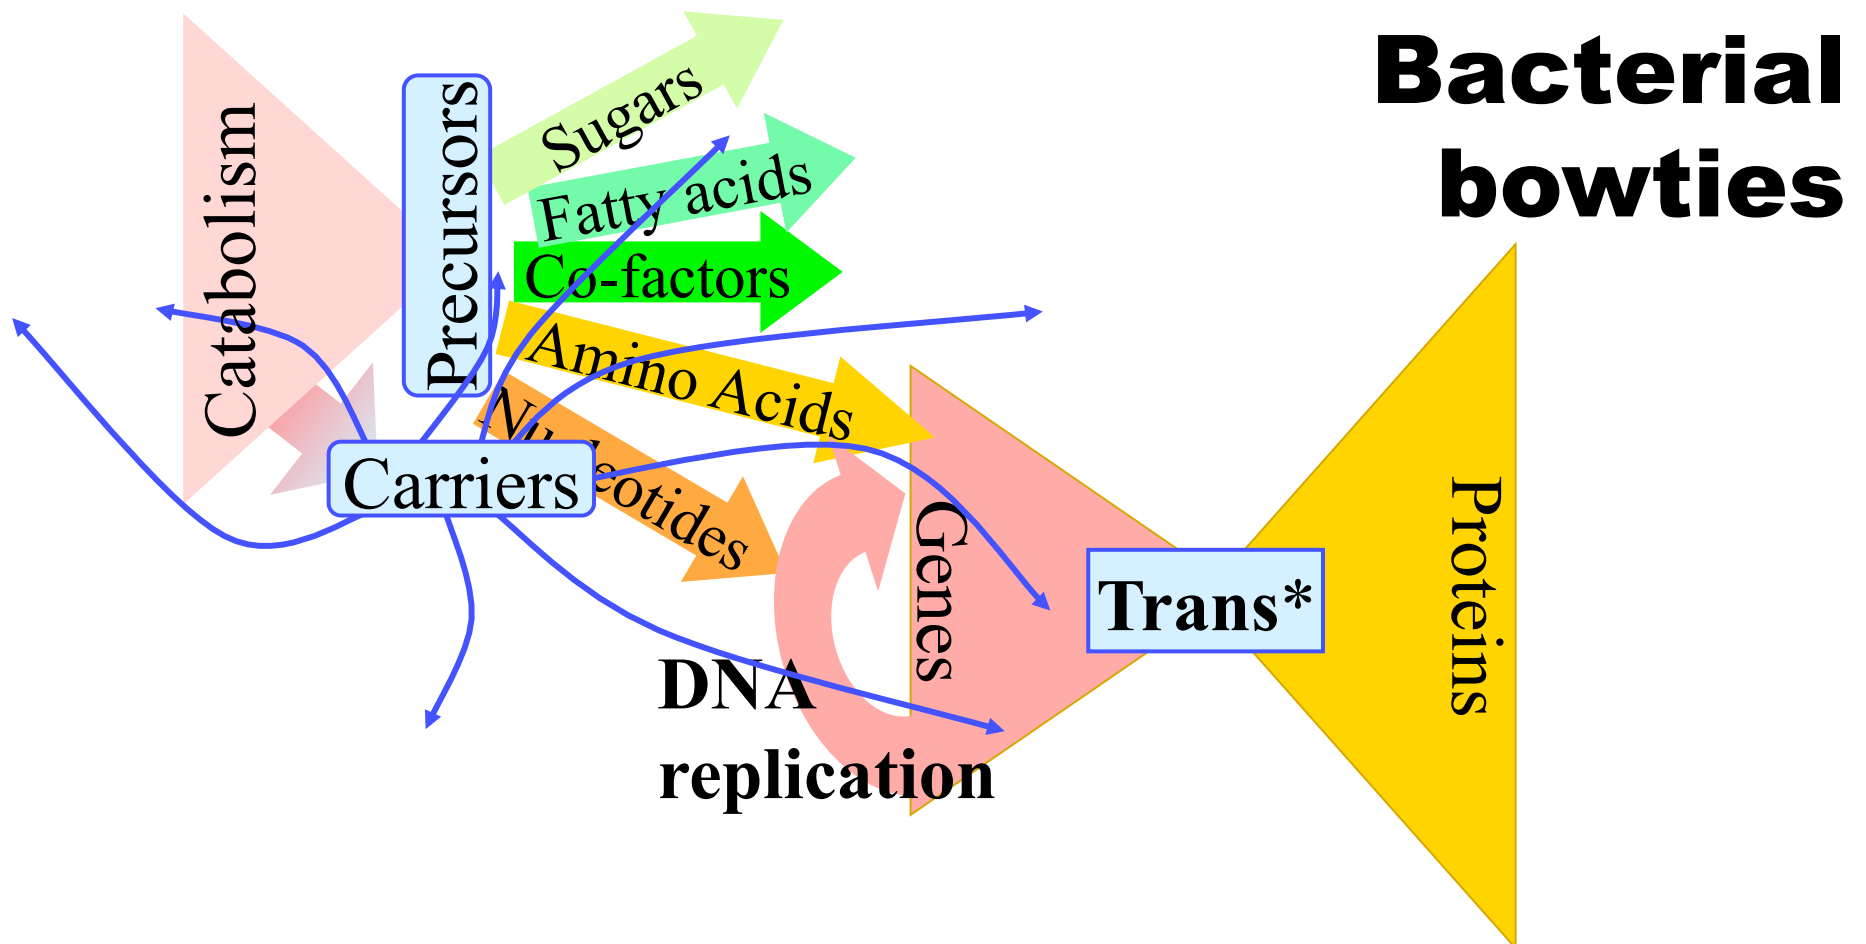 Bacterial
bowties
Catabolism
Precursors
Sugars
Fatty acids
Co-factors
Amino Acids
Nucleotides
Carriers
Genes
Trans*
Proteins
DNA
replication